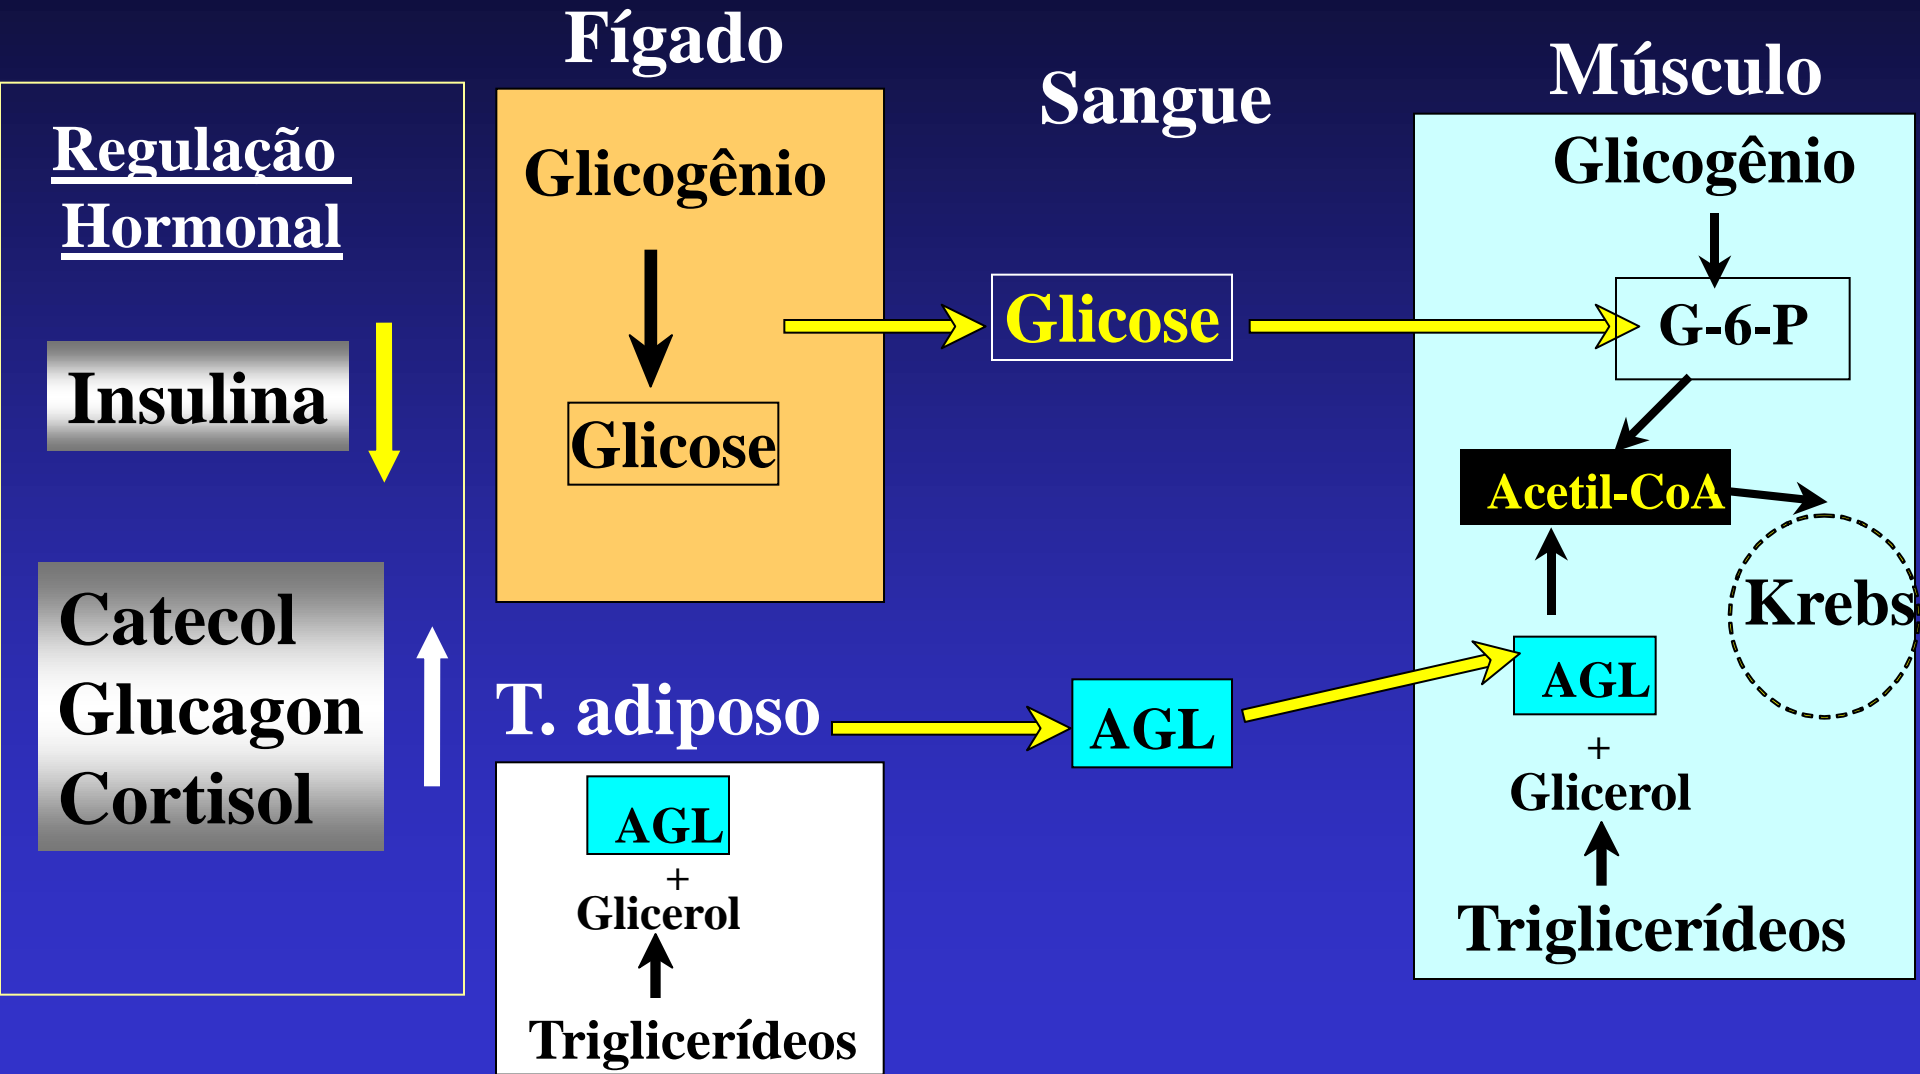 Regulação
Hormonal
Insulina
Catecol
Glucagon
Cortisol
Fígado
Glicogênio
Glicose
T. adiposo
AGL
+
Glicerol
Triglicerídeos
Sangue
Glicose
AGL
Músculo
Glicogênio
G-6-P
Acetil-CoA
Krebs
AGL
+
Glicerol
Triglicerídeos